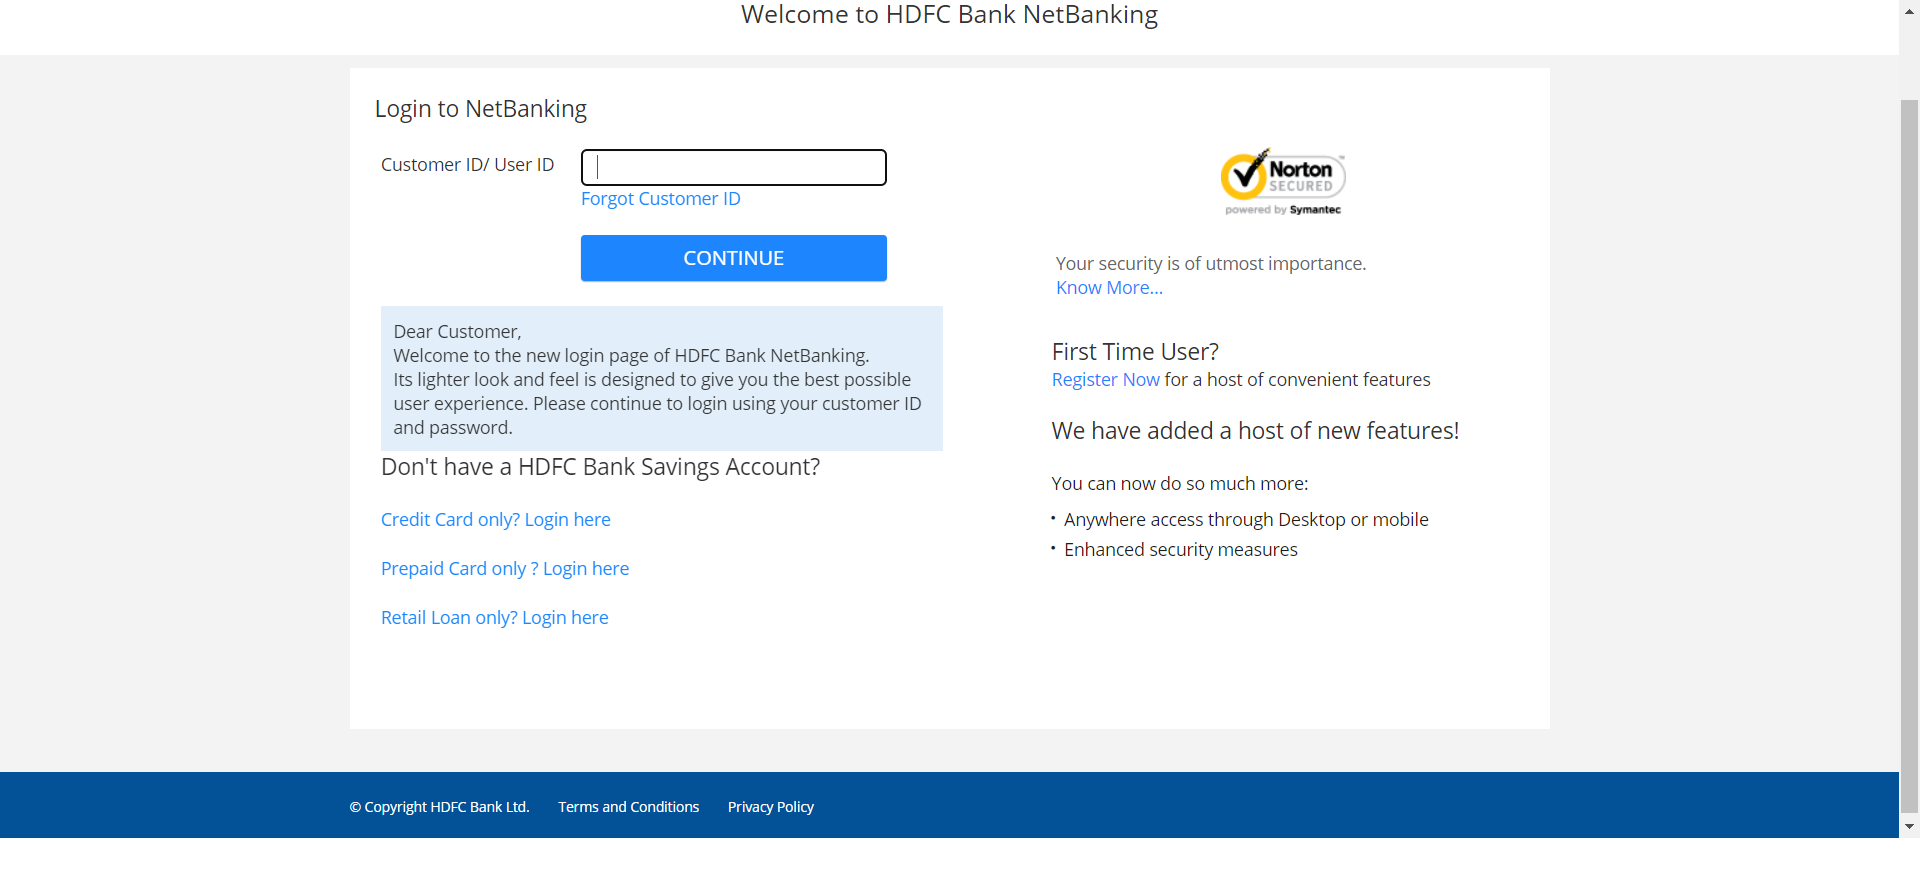 Welcome to HDFC Bank NetBanking
Login to NetBanking
Customer ID/ User ID
Forgot Customer ID
CONTINUE
Dear Customer,
Welcome to the new login page of HDFC Bank NetBanking.
Its lighter look and feel is designed to give you the best possible
user experience. Please continue to login using your customer ID
and password.
Don't have a HDFC Bank Savings Account?
Credit Card only? Login here
Prepaid Card only ? Login here
Retail Loan only? Login here
Norton
SECURED
powered by Symantec
Your security is of utmost importance.
Know More...
First Time User?
Register Now for a host of convenient features
We have added a host of new features!
You can now do so much more:
• Anywhere access through Desktop or mobile
• Enhanced security measures
© Copyright HDFC Bank Ltd. Terms and Conditions Privacy Policy